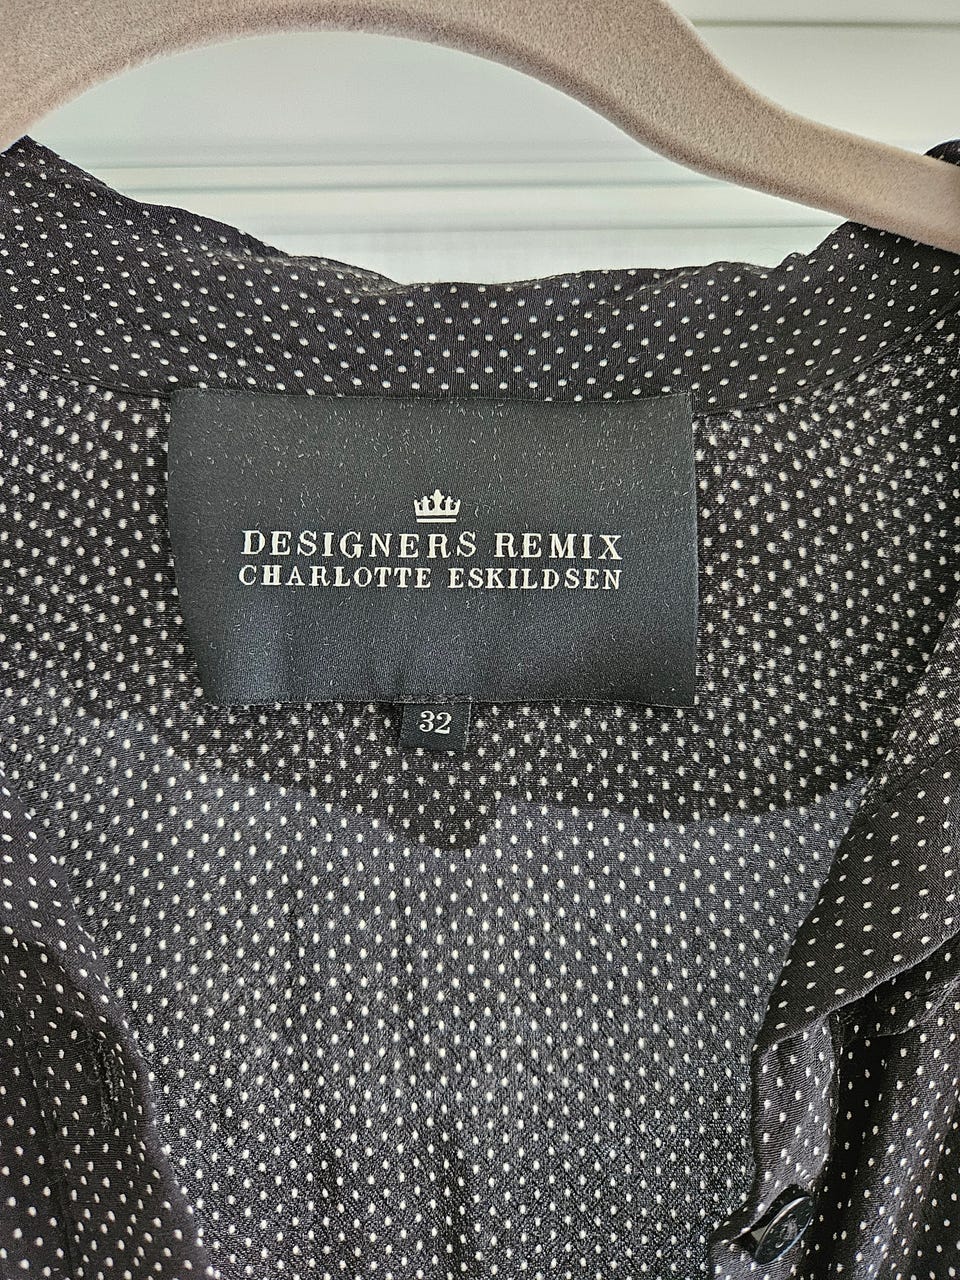 DESIGNERS REMIX
CHARLOTTE ESKILDSEN
32